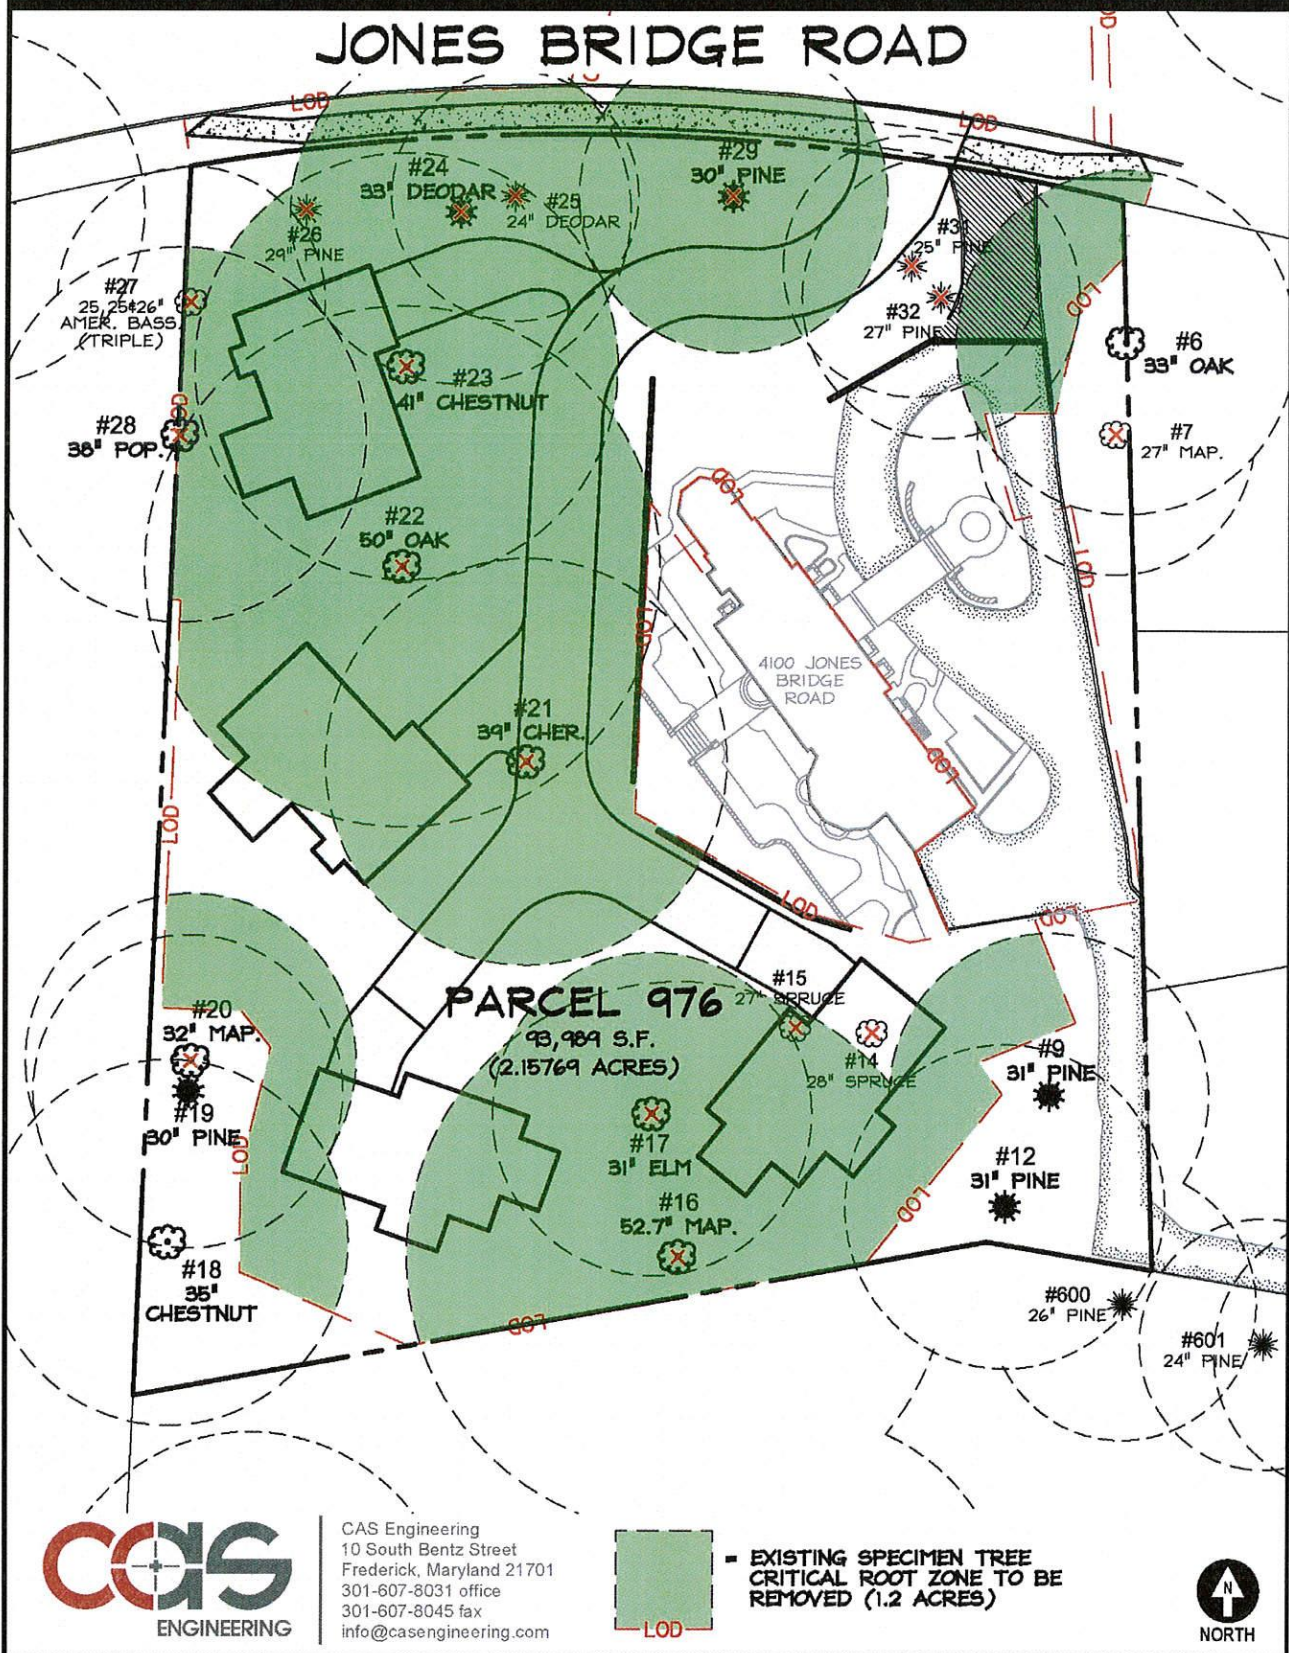 JONES BRIDGE ROAD
LOD
LOD
#24
33" DEODAR
#25
24" DEODAR
#29
30" PINE
#26
29" PINE
#31
25" PINE
#32
27" PINE
LOD
#27
25,25¢26"
AMER. BASS.
(TRIPLE)
#6
33" OAK
#23
41" CHESTNUT
#28
38" POP.
LOD
#7
27" MAP.
LOD
#22
50" OAK
LOD
LOD
4100 JONES
BRIDGE
ROAD
#21
39" CHER.
LOD
LOD
LOD
LOD
PARCEL 976
93,989 S.F.
(2.15769 ACRES)
#15
27" SPRUCE
#14
28" SPRUCE
#20
32" MAP.
#19
30" PINE
#9
31" PINE
LOD
#17
31" ELM
#12
31" PINE
#16
52.7" MAP.
LOD
#18
35"
CHESTNUT
LOD
#600
26" PINE
#601
24" PINE
cas
ENGINEERING
CAS Engineering
10 South Bentz Street
Frederick, Maryland 21701
301-607-8031 office
301-607-8045 fax
info@casengineering.com
LOD
= EXISTING SPECIMEN TREE
CRITICAL ROOT ZONE TO BE
REMOVED (1.2 ACRES)
N
NORTH